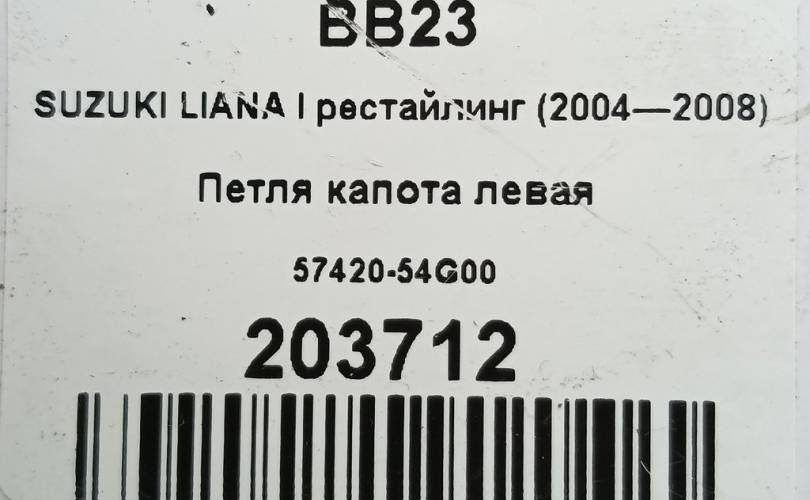 BB23
SUZUKI LIANA I рестайлинг (2004—2008)
Петля капота левая
57420-54G00
203712